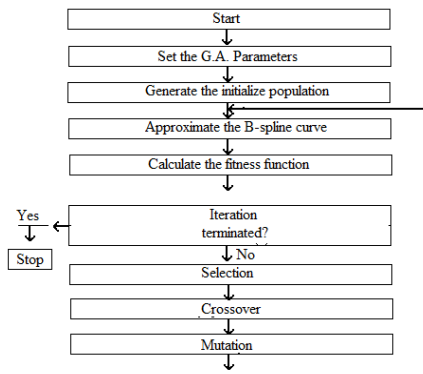 Start
Set the G.A. Parameters
Generate the initialize population
Approximate the B-spline curve
Calculate the fitness function
Yes
Iteration
terminated?
No
Stop
Selection
Crossover
Mutation